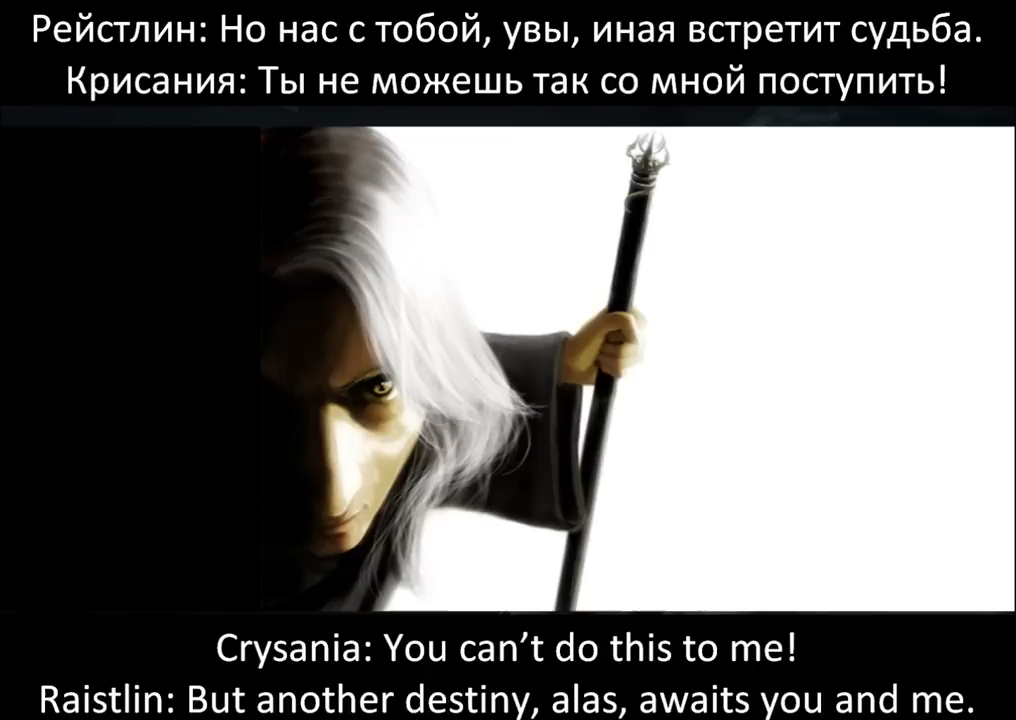 Рейстлин: Но нас с тобой, увы, иная встретит судьба.
Крисания: Ты не можешь так со мной поступить!
Crysania: You can’t do this to me!
Raistlin: But another destiny, alas, awaits you and me.